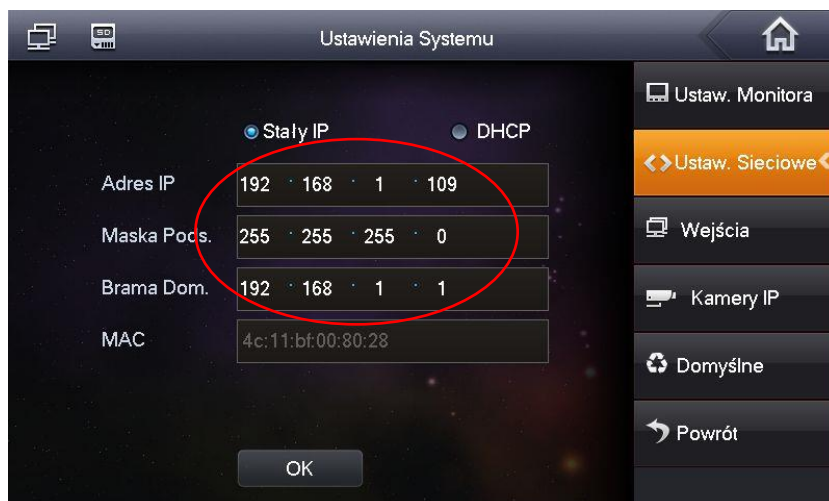 SD
Ustawienia Systemu
Stały IP
DHCP
Adres IP
192 . 168 . 1 . 109
Maska Pods.
255 . 255 . 255 . 0
Brama Dom.
192 . 168 . 1 . 1
MAC
4c:11:bf:00:80:28
OK
Ustaw. Monitora
Ustaw. Sieciowe
Wejścia
Kamery IP
Domyślne
Powrót